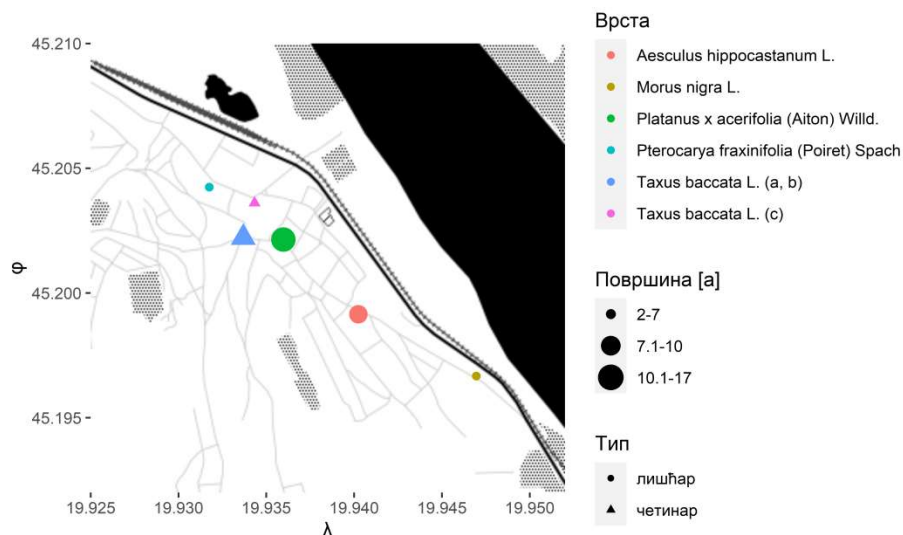 45.210
45.205
45.200
45.195
φ
19.925 19.930 19.935 19.940 19.945 19.950
λ
Врста
Aesculus hippocastanum L.
Morus nigra L.
Platanus x acerifolia (Aiton) Willd.
Pterocarya fraxinifolia (Poiret) Spach
Taxus baccata L. (a, b)
Taxus baccata L. (c)
Површина [a]
2-7
7.1-10
10.1-17
Тип
лишћар
четинар